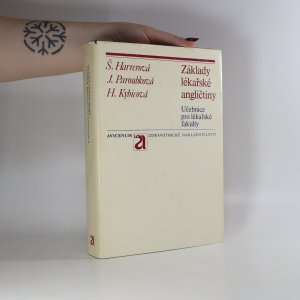 Š. Harrerová
J. Paroubková
H. Kybicová
Základy
lékařské
angličtiny
Učebnice
pro lékařské
fakulty
AVICENUM
ZDRAVOTNICKÉ NAKLADATELSTVÍ